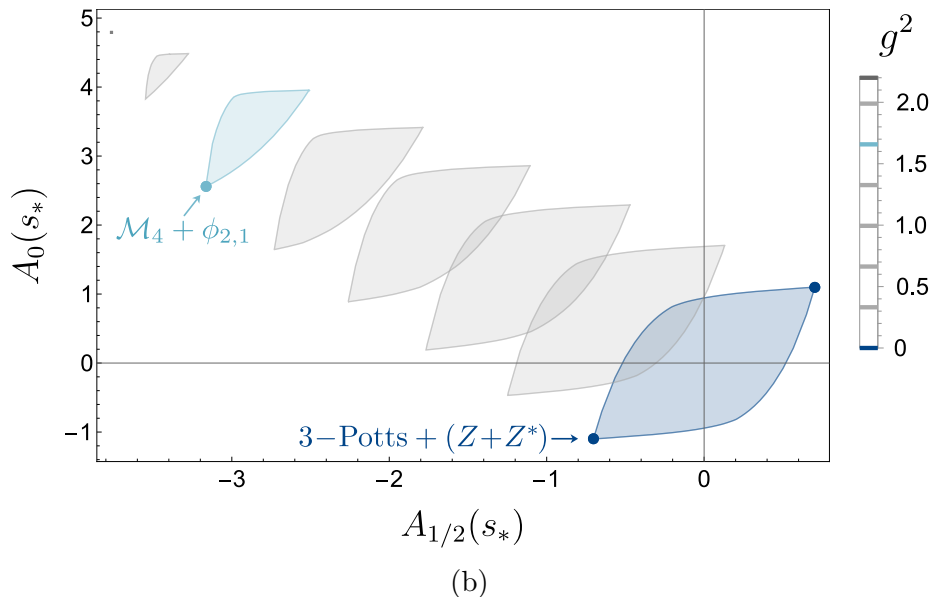 5
4
3
2
1
0
−1
−3
−2
−1
0
A₀(s∗)
A₁/₂(s∗)
ℳ₄ + ϕ₂,₁
3−Potts + (Z+Z*)→
g²
2.0
1.5
1.0
0.5
0
(b)